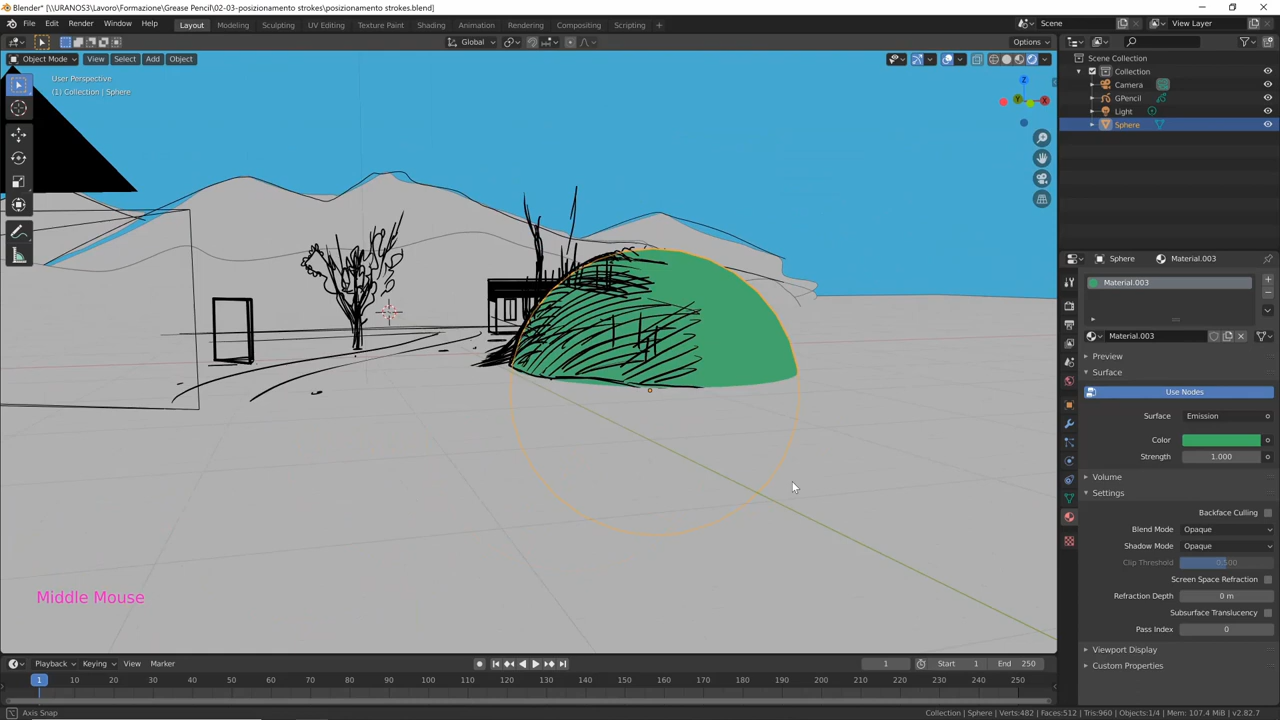 Blender* [\\URANOS3\Lavoro\Formazione\Grease Pencil\02-03-posizionamento strokes\posizionamento strokes.blend]
File Edit Render Window Help Layout Modeling Sculpting UV Editing Texture Paint Shading Animation Rendering Compositing Scripting Scene View Layer
Global Options
Object Mode View Select Add Object
User Perspective
(1) Collection | Sphere
Z
Y
X
Scene Collection
Collection
Camera
GPencil
Light
Sphere
Sphere Material.003
Material.003
Material.003
Preview
Surface
Use Nodes
Surface Emission
Color
Strength 1.000
Volume
Settings
Backface Culling
Blend Mode Opaque
Shadow Mode Opaque
Clip Threshold 0.500
Screen Space Refraction
Refraction Depth 0 m
Subsurface Translucency
Pass Index 0
Viewport Display
Custom Properties
Middle Mouse
Playback Keying View Marker 1 Start 1 End 250
1 10 20 30 40 50 60 70 80 90 100 110 120 130 140 150 160 170 180 190 200 210 220 230 240 250
Axis Snap Collection | Sphere | Verts:482 | Faces:512 | Tris:960 | Objects:1/4 | Mem: 107.4 MiB | v2.82.7